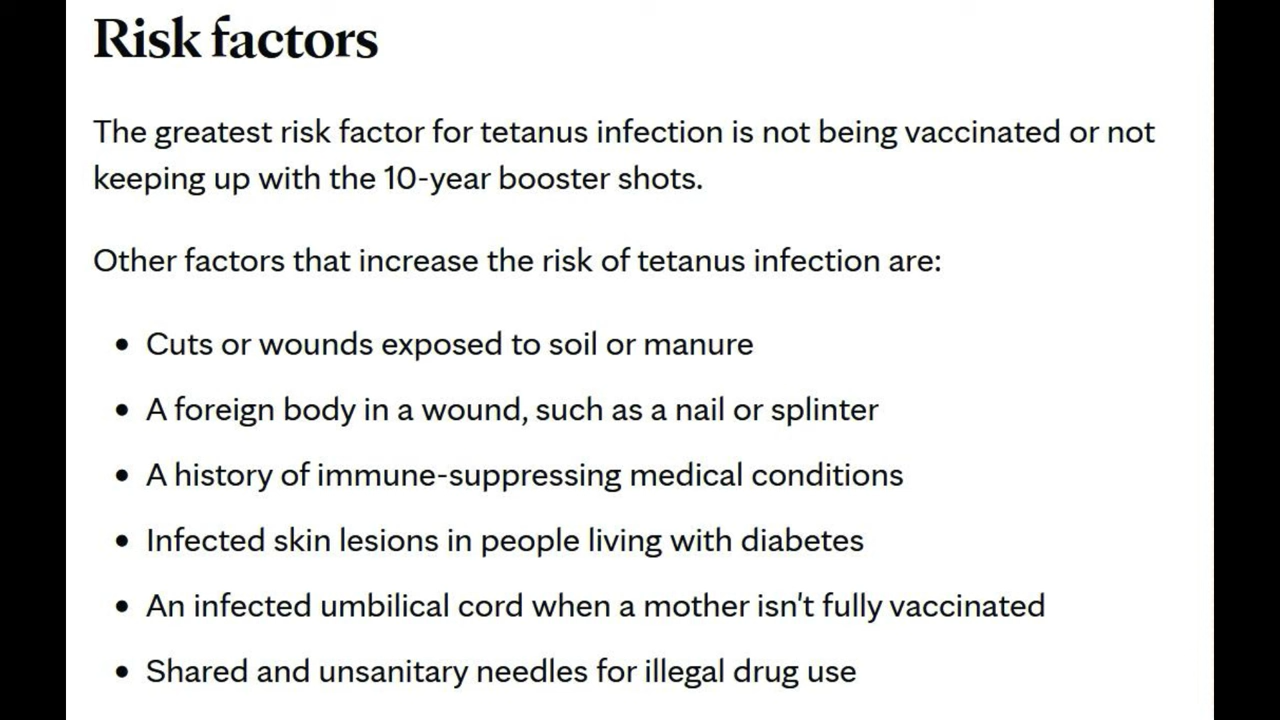 Risk factors
The greatest risk factor for tetanus infection is not being vaccinated or not
keeping up with the 10-year booster shots.
Other factors that increase the risk of tetanus infection are:
• Cuts or wounds exposed to soil or manure
• A foreign body in a wound, such as a nail or splinter
• A history of immune-suppressing medical conditions
• Infected skin lesions in people living with diabetes
• An infected umbilical cord when a mother isn't fully vaccinated
• Shared and unsanitary needles for illegal drug use